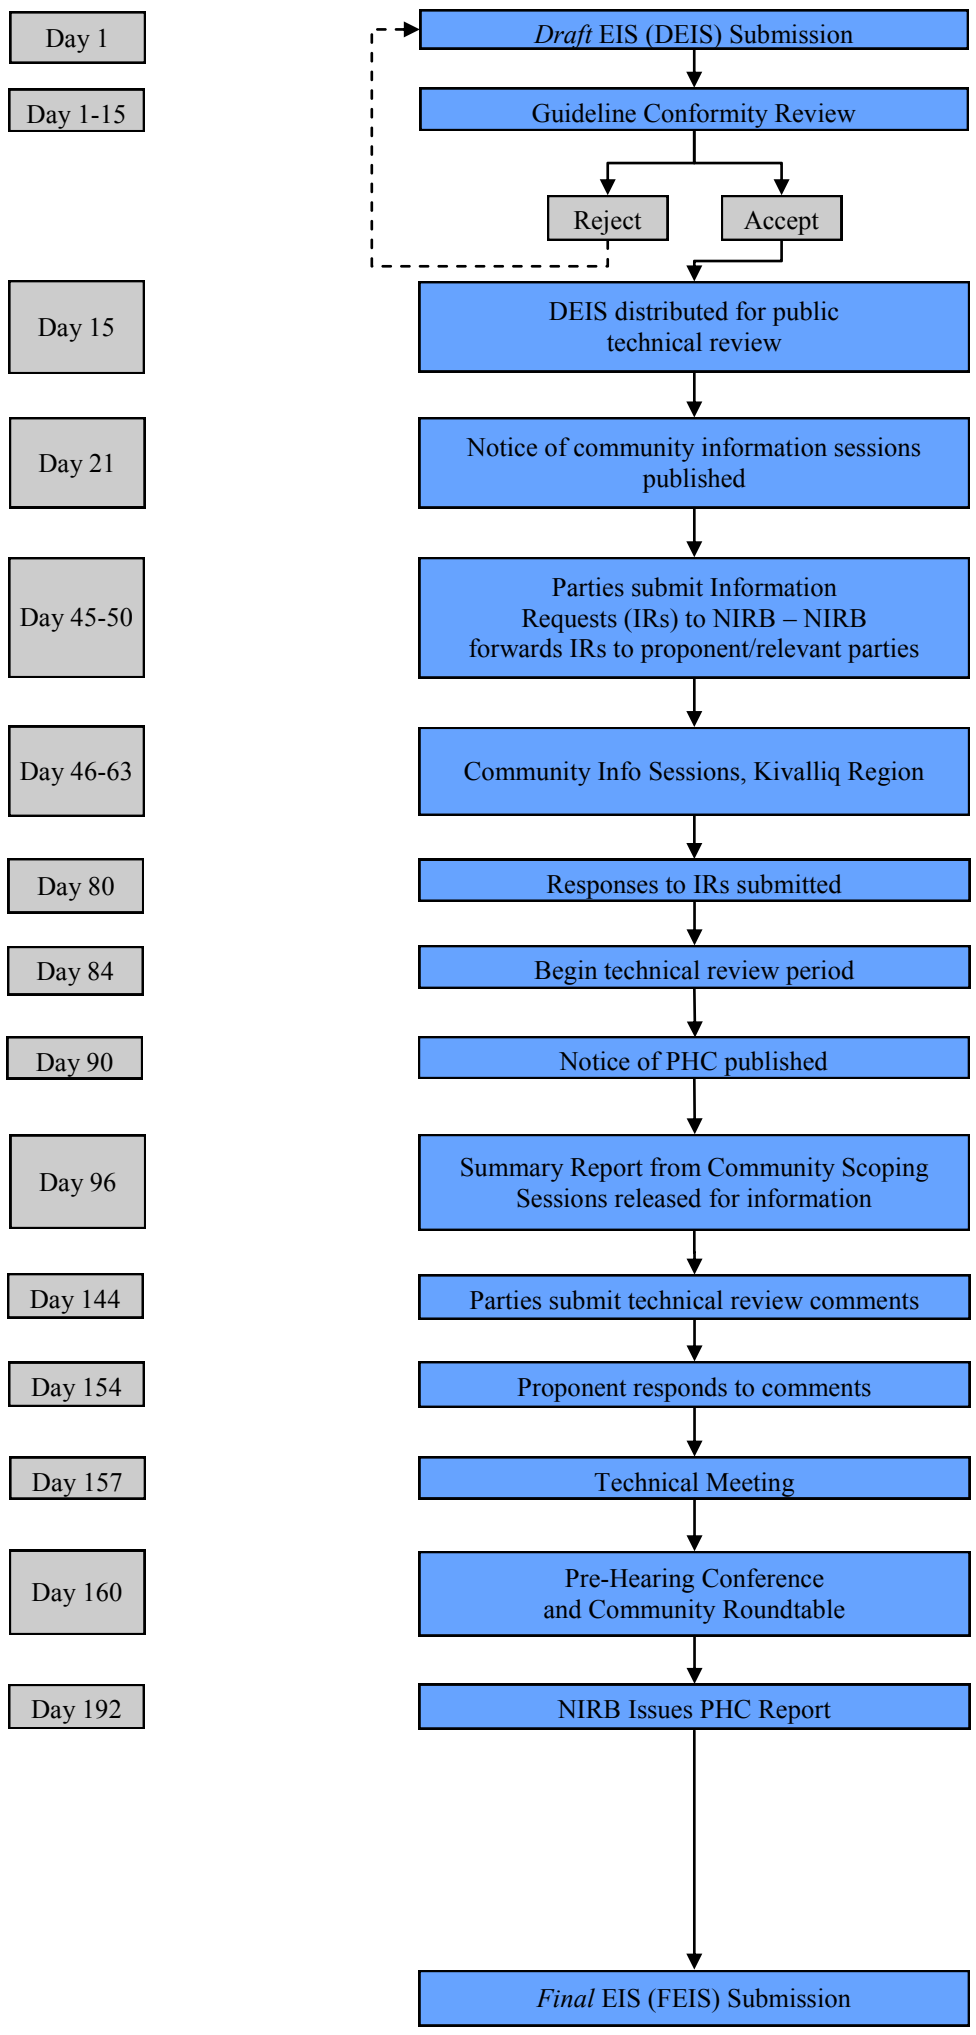 Day 1
Draft EIS (DEIS) Submission
Day 1-15
Guideline Conformity Review
Reject
Accept
Day 15
DEIS distributed for public
technical review
Day 21
Notice of community information sessions
published
Day 45-50
Parties submit Information
Requests (IRs) to NIRB – NIRB
forwards IRs to proponent/relevant parties
Day 46-63
Community Info Sessions, Kivalliq Region
Day 80
Responses to IRs submitted
Day 84
Begin technical review period
Day 90
Notice of PHC published
Day 96
Summary Report from Community Scoping
Sessions released for information
Day 144
Parties submit technical review comments
Day 154
Proponent responds to comments
Day 157
Technical Meeting
Day 160
Pre-Hearing Conference
and Community Roundtable
Day 192
NIRB Issues PHC Report
Final EIS (FEIS) Submission